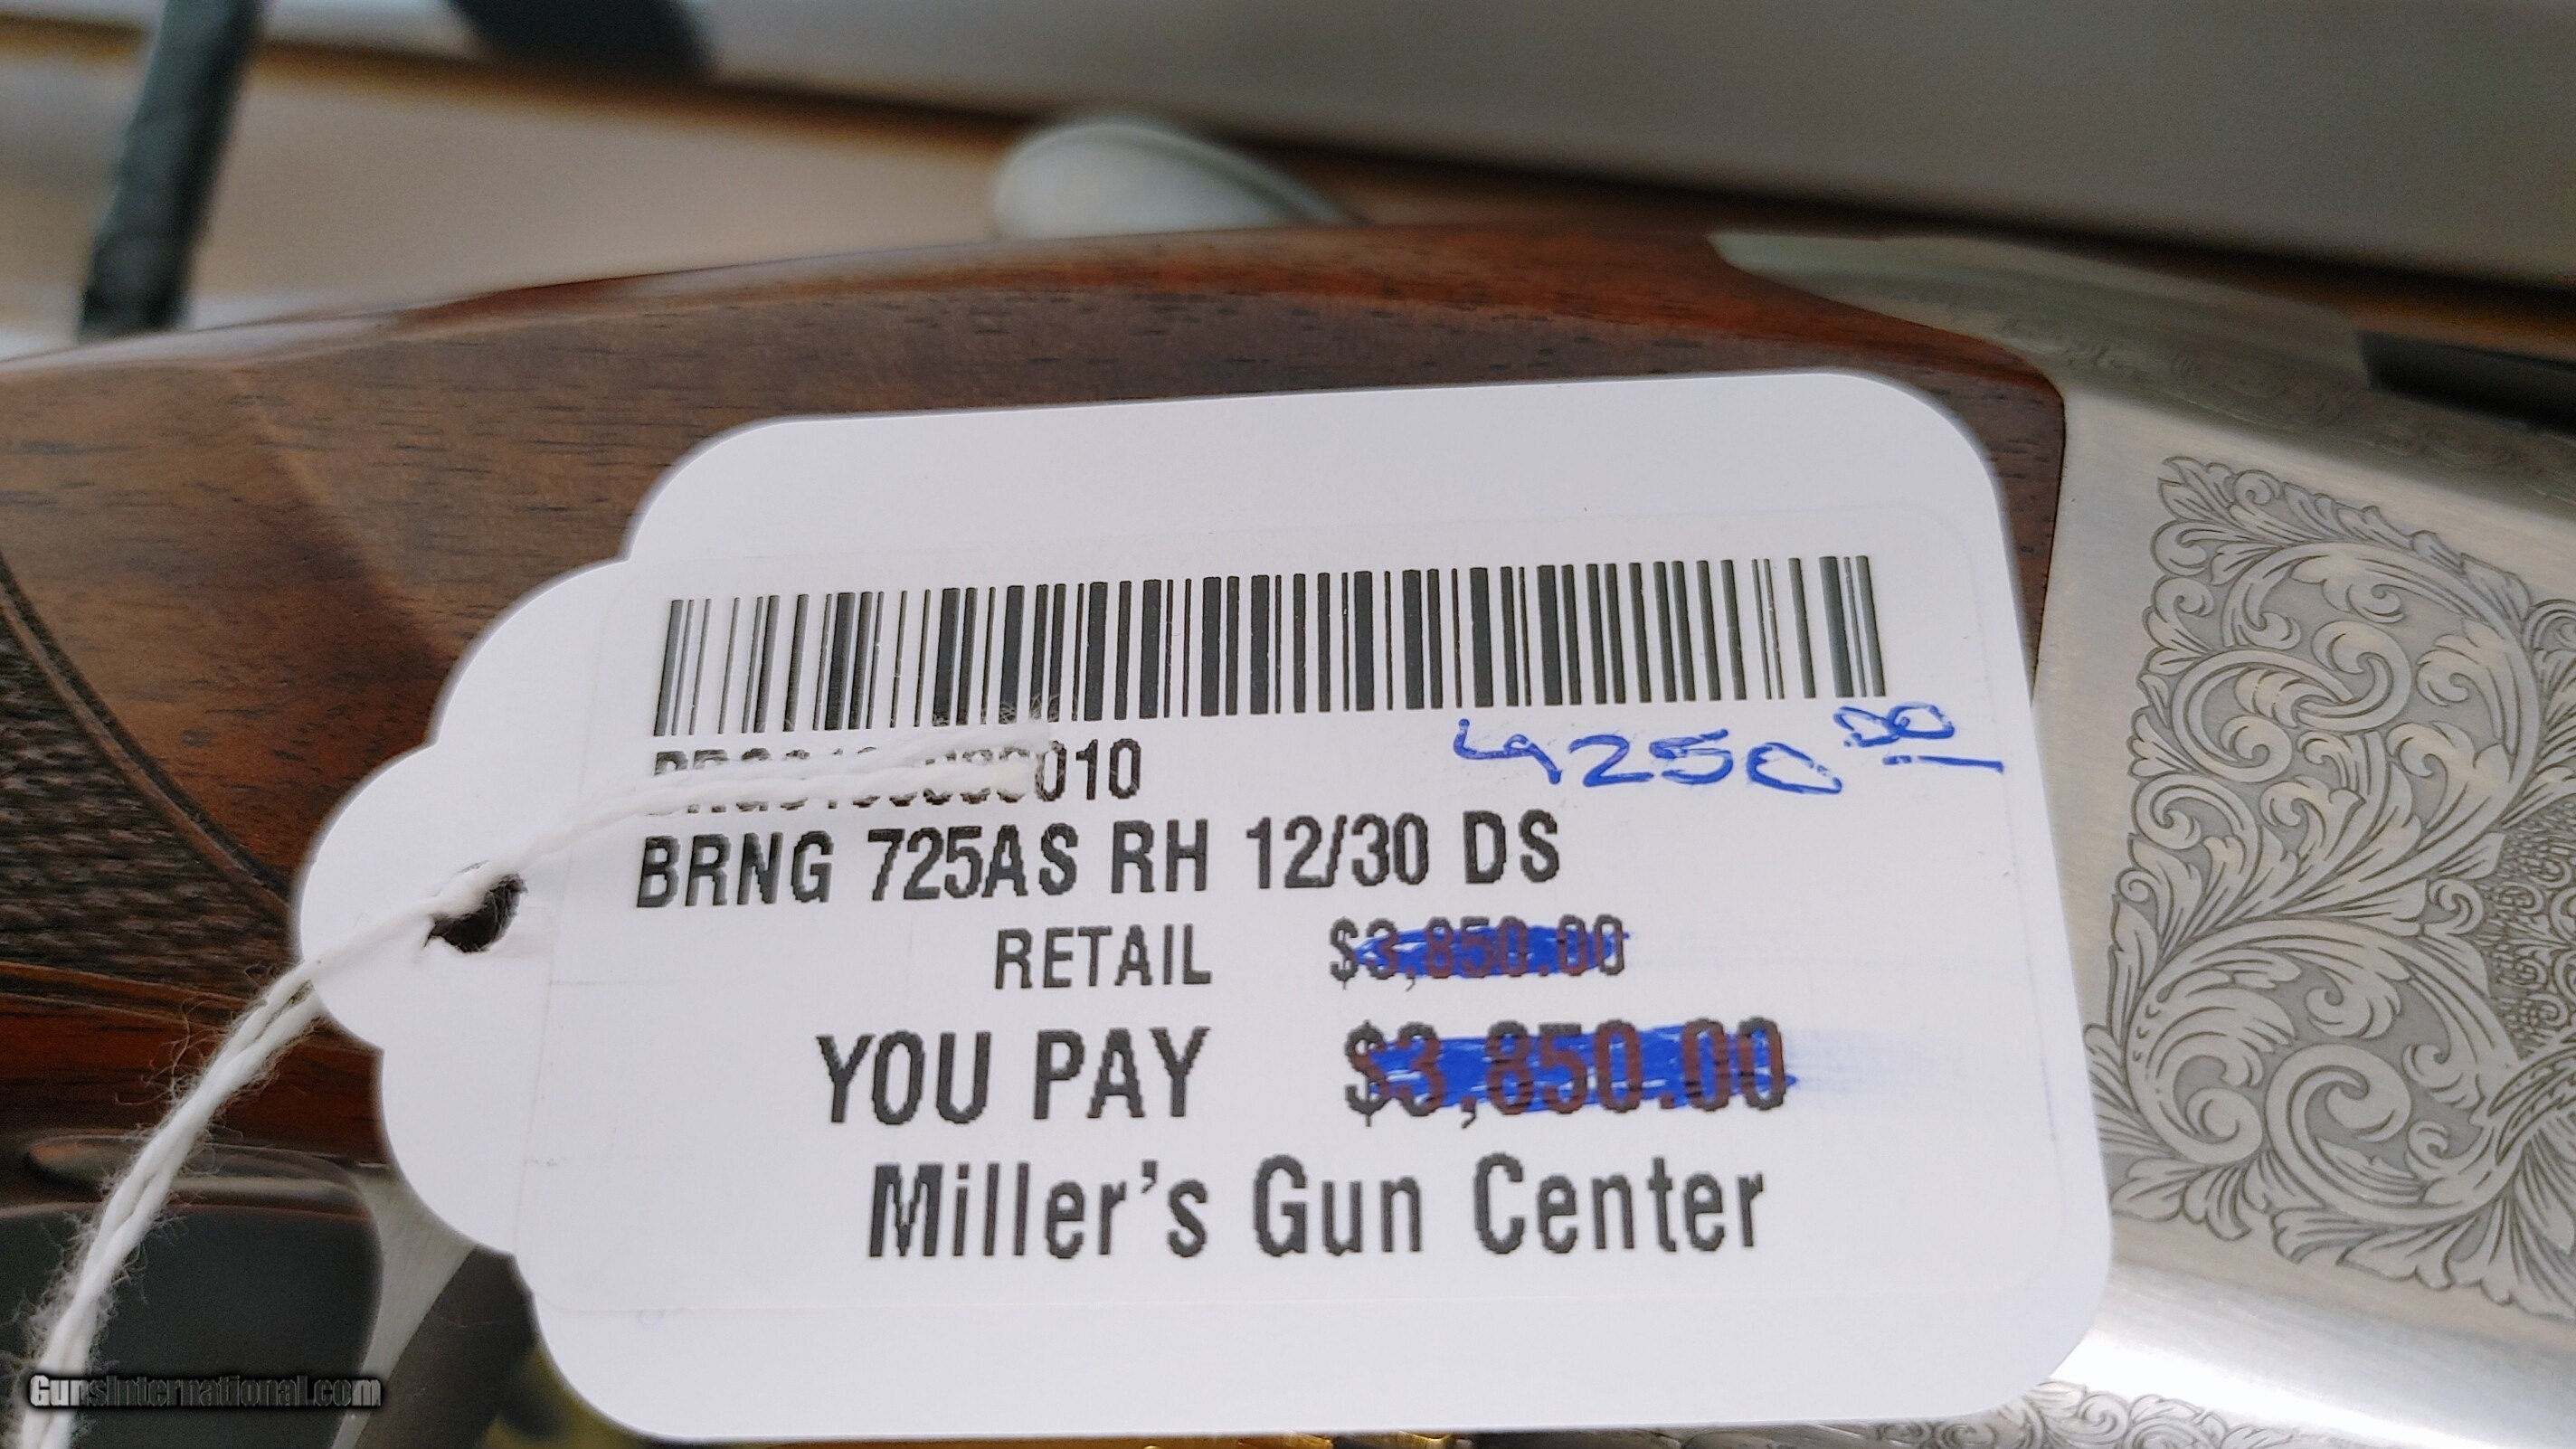 4250 00
BRNG 725AS RH 12/30 DS
RETAIL $3,850.00
YOU PAY $3,850.00
Miller's Gun Center
GunsInternational.com